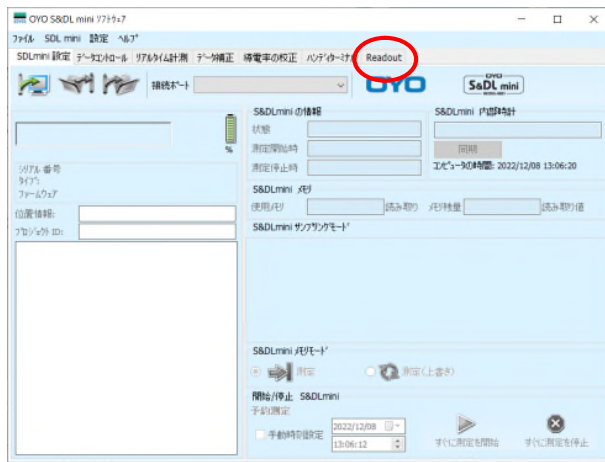 OYO S&DL mini ソフトウェア
ファイル SDL mini 設定 ヘルプ
SDLmini 設定 データコントロール リアルタイム計測 データ補正 導電率の校正 ハンディターミナル Readout
接続ポート OYO OYO S&DL mini
S&DLminiの情報 S&DLmini 内部時計
状態
測定開始時 同期
% 測定停止時 コンピュータの時間: 2022/12/08 13:06:20
シリアル番号
タイプ:
ファームウェア
S&DLmini メモリ
使用メモリ 読み取り メモリ残量 読み取り値
位置情報:
プロジェクト ID:
S&DLmini サンプリングモード
S&DLmini メモリモード
測定 測定(上書き)
開始/停止 S&DLmini
予約測定
手動時刻設定 2022/12/08
13:06:12 すぐに測定を開始 すぐに測定を停止